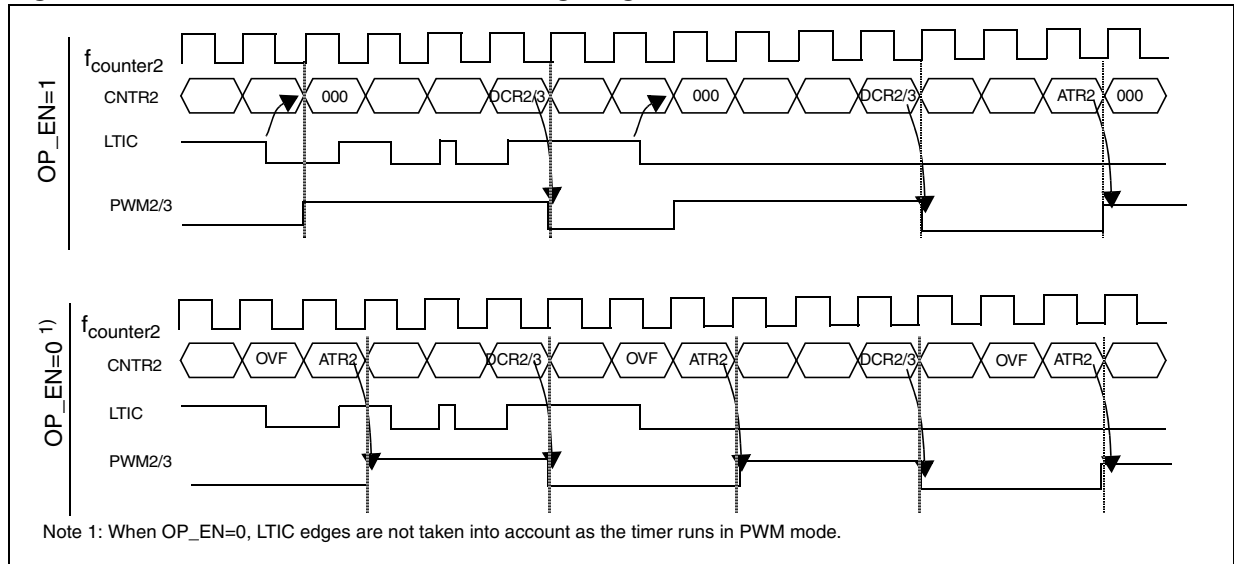 OP_EN=1
fcounter2
CNTR2 000 DCR2/3 000 DCR2/3 ATR2 000
LTIC
PWM2/3
OP_EN=0 1)
fcounter2
CNTR2 OVF ATR2 DCR2/3 OVF ATR2 DCR2/3 OVF ATR2
LTIC
PWM2/3
Note 1: When OP_EN=0, LTIC edges are not taken into account as the timer runs in PWM mode.